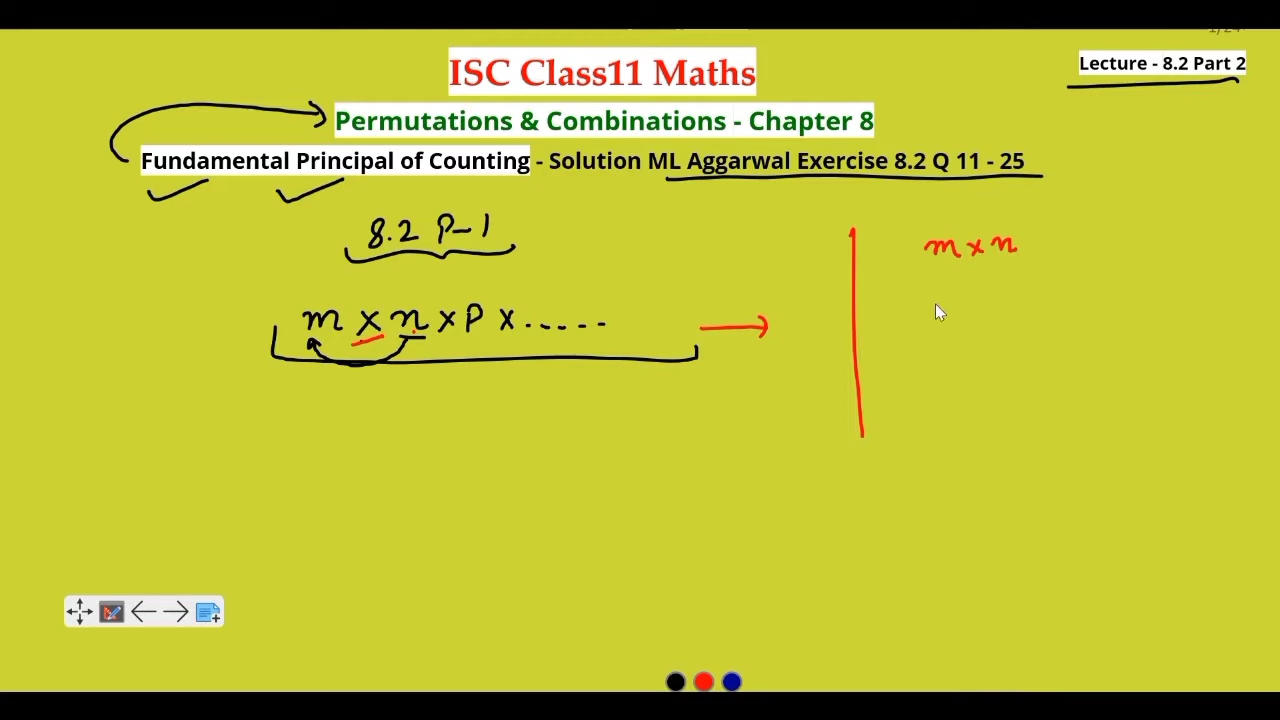 ISC Class11 Maths
Lecture - 8.2 Part 2
Permutations & Combinations - Chapter 8
Fundamental Principal of Counting - Solution ML Aggarwal Exercise 8.2 Q 11 - 25
8.2 P-1
m × n
m × n × P × .....